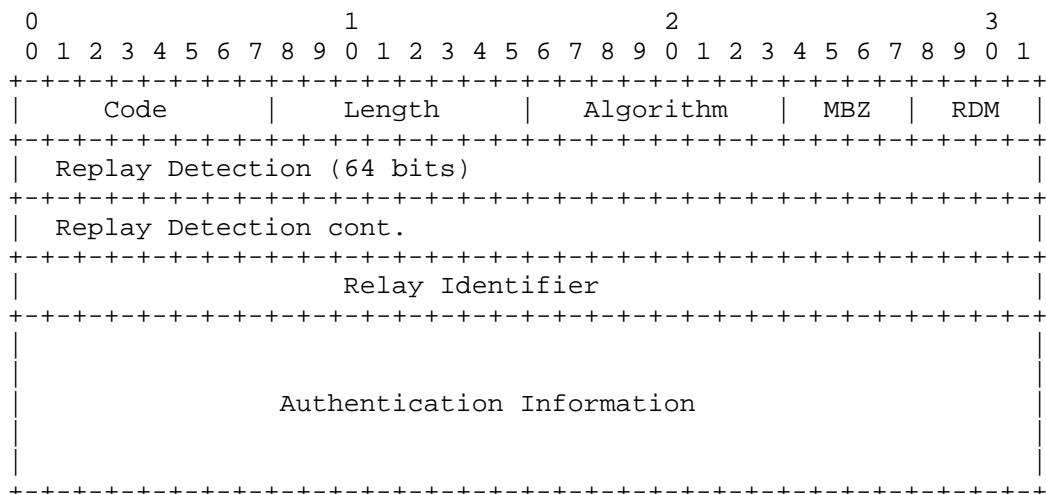 0                   1                   2                   3
 0 1 2 3 4 5 6 7 8 9 0 1 2 3 4 5 6 7 8 9 0 1 2 3 4 5 6 7 8 9 0 1
+-+-+-+-+-+-+-+-+-+-+-+-+-+-+-+-+-+-+-+-+-+-+-+-+-+-+-+-+-+-+-+-+
|     Code      |    Length     |   Algorithm   |  MBZ  |  RDM  |
+-+-+-+-+-+-+-+-+-+-+-+-+-+-+-+-+-+-+-+-+-+-+-+-+-+-+-+-+-+-+-+-+
|  Replay Detection (64 bits)                                   |
+-+-+-+-+-+-+-+-+-+-+-+-+-+-+-+-+-+-+-+-+-+-+-+-+-+-+-+-+-+-+-+-+
|  Replay Detection cont.                                       |
+-+-+-+-+-+-+-+-+-+-+-+-+-+-+-+-+-+-+-+-+-+-+-+-+-+-+-+-+-+-+-+-+
|                    Relay Identifier                           |
+-+-+-+-+-+-+-+-+-+-+-+-+-+-+-+-+-+-+-+-+-+-+-+-+-+-+-+-+-+-+-+-+
|                                                               |
|                                                               |
|                Authentication Information                     |
|                                                               |
|                                                               |
+-+-+-+-+-+-+-+-+-+-+-+-+-+-+-+-+-+-+-+-+-+-+-+-+-+-+-+-+-+-+-+-+